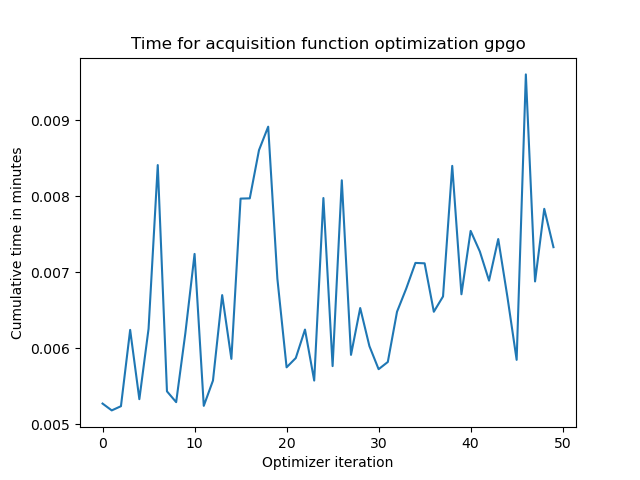 Time for acquisition function optimization gpgo
Cumulative time in minutes
0.009
0.008
0.007
0.006
0.005
0 10 20 30 40 50
Optimizer iteration